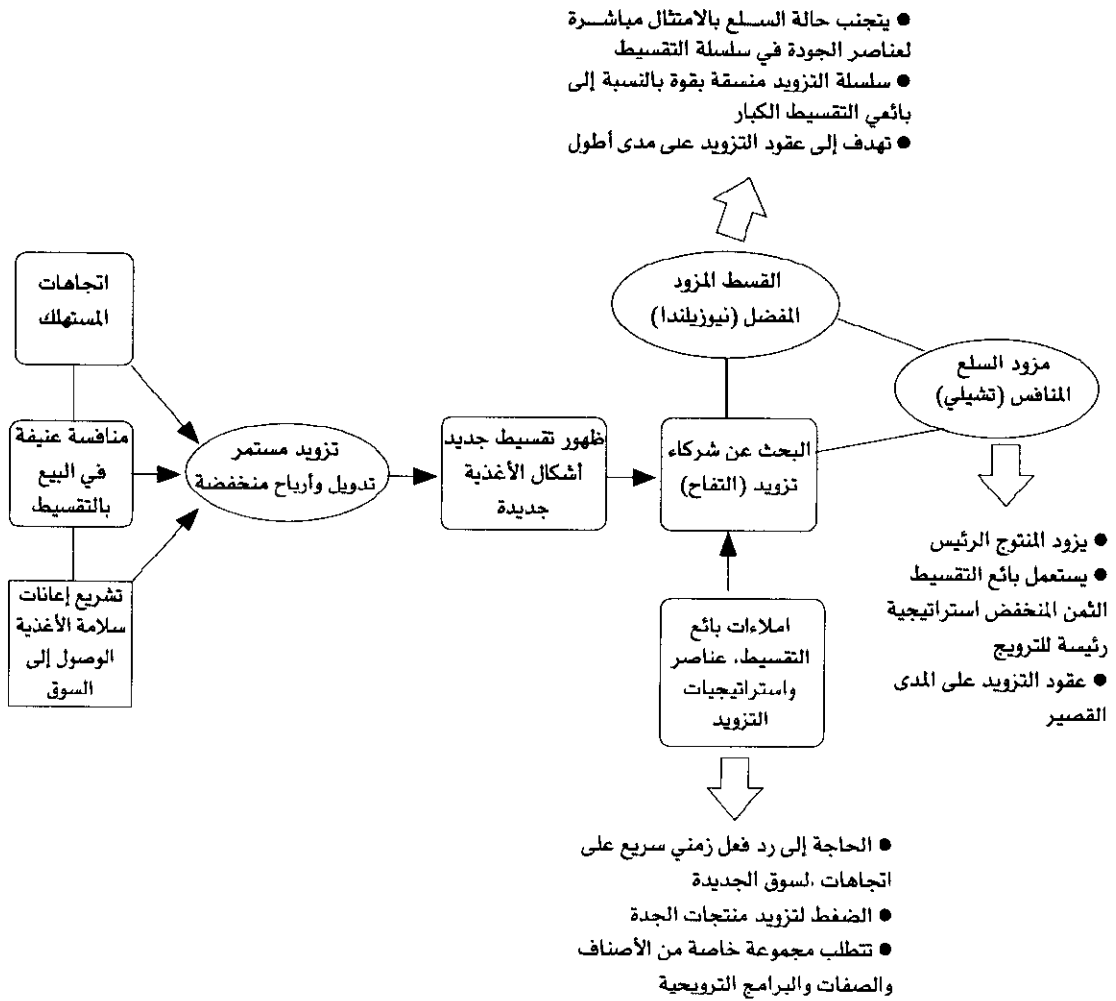 ● يتجنب حالة السلع بالامتثال مباشرة
لعناصر الجودة في سلسلة التقسيط
● سلسلة التزويد منسقة بقوة بالنسبة إلى
بائعي التقسيط الكبار
● تهدف إلى عقود التزويد على مدى أطول
القسط المزود
المفضل (نيوزيلندا)
مزود السلع
المنافس (تشيلي)
اتجاهات
المستهلك
منافسة عنيفة
في البيع
بالتقسيط
تشريع إعانات
سلامة الأغذية
الوصول إلى
السوق
تزويد مستمر
تدويل وأرباح منخفضة
ظهور تقسيط جديد
أشكال الأغذية
جديدة
البحث عن شركاء
تزويد (التفاح)
املاءات بائع
التقسيط، عناصر
واستراتيجيات
التزويد
● يزود المنتوج الرئيس
● يستعمل بائع التقسيط
الثمن المنخفض استراتيجية
رئيسة للترويج
● عقود التزويد على المدى
القصير
● الحاجة إلى رد فعل زمني سريع على
اتجاهات .لسوق الجديدة
● الضغط لتزويد منتجات الجدة
● تتطلب مجموعة خاصة من الأصناف
والصفات والبرامج الترويحية